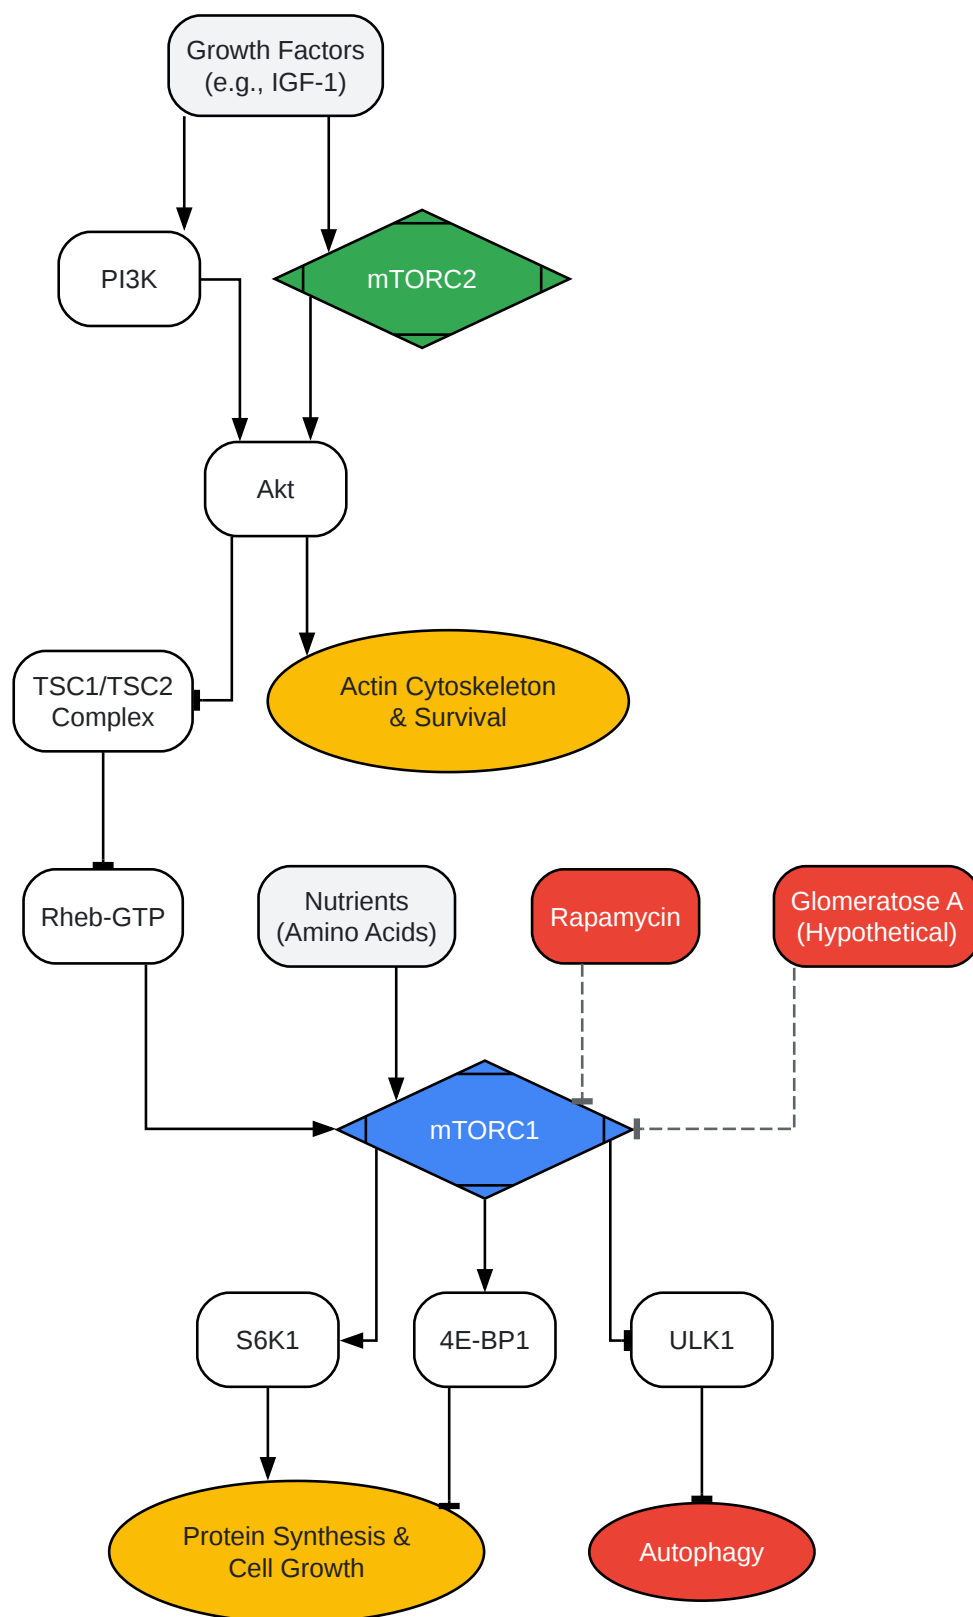 Growth Factors
(e.g., IGF-1)
PI3K
mTORC2
Akt
TSC1/TSC2
Complex
Actin Cytoskeleton
& Survival
Rheb-GTP
Nutrients
(Amino Acids)
Rapamycin
Glomeratose A
(Hypothetical)
mTORC1
S6K1
4E-BP1
ULK1
Protein Synthesis &
Cell Growth
Autophagy